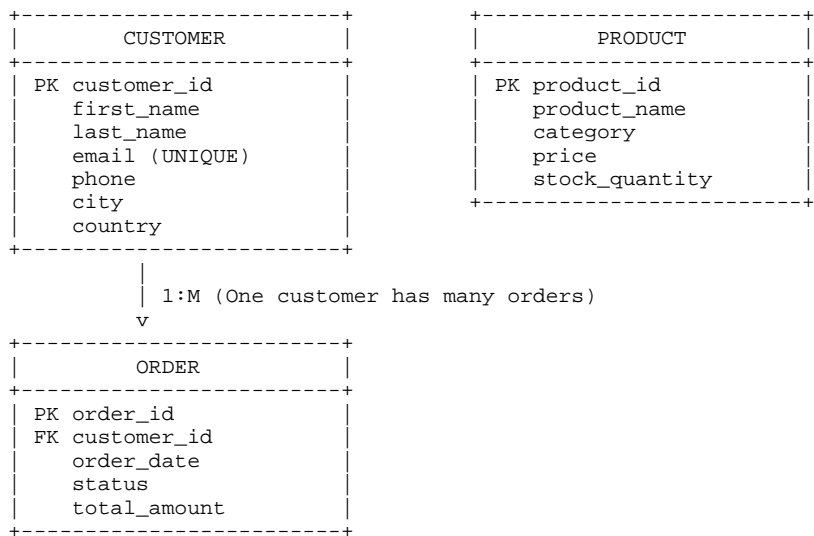 CUSTOMER
PK customer_id
first_name
last_name
email (UNIQUE)
phone
city
country
PRODUCT
PK product_id
product_name
category
price
stock_quantity
1:M (One customer has many orders)
ORDER
PK order_id
FK customer_id
order_date
status
total_amount